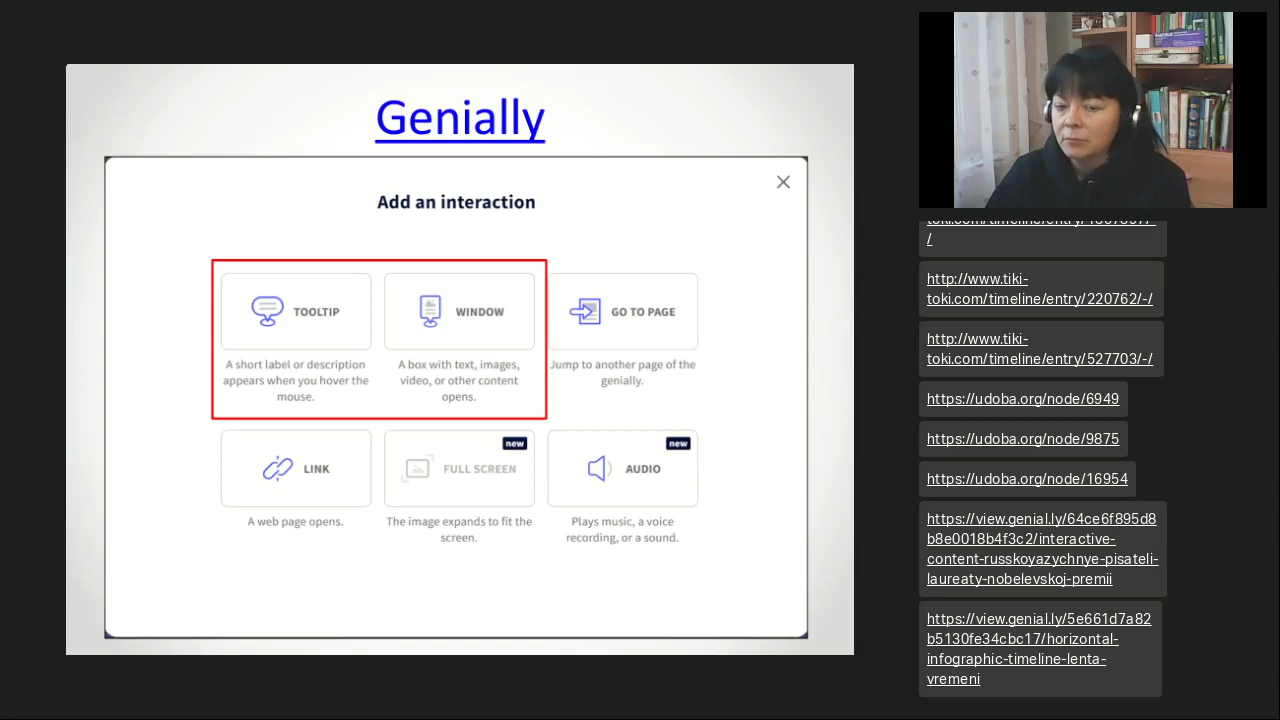 Genially
Add an interaction
TOOLTIP
A short label or description
appears when you hover the
mouse.
WINDOW
A box with text, images,
video, or other content
opens.
GO TO PAGE
Jump to another page of the
genially.
LINK
A web page opens.
new
FULL SCREEN
The image expands to fit the
screen.
new
AUDIO
Plays music, a voice
recording, or a sound.
/
http://www.tiki-
toki.com/timeline/entry/220762/-/
http://www.tiki-
toki.com/timeline/entry/527703/-/
https://udoba.org/node/6949
https://udoba.org/node/9875
https://udoba.org/node/16954
https://view.genial.ly/64ce6f895d8
b8e0018b4f3c2/interactive-
content-russkoyazychnye-pisateli-
laureaty-nobelevskoj-premii
https://view.genial.ly/5e661d7a82
b5130fe34cbc17/horizontal-
infographic-timeline-lenta-
vremeni